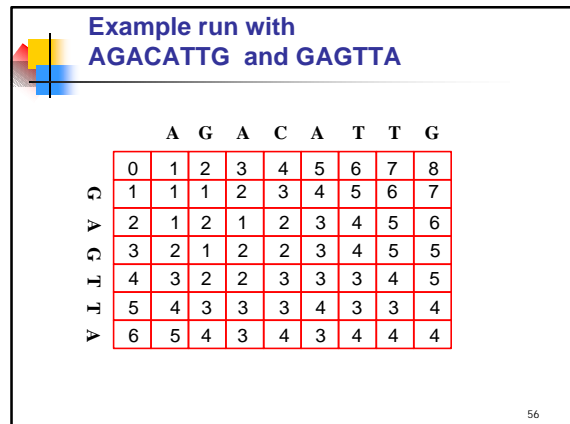 Example run with
AGACATTG and GAGTTA
A G A C A T T G
0 1 2 3 4 5 6 7 8
G 1 1 1 2 3 4 5 6 7
A 2 1 2 1 2 3 4 5 6
G 3 2 1 2 2 3 4 5 5
T 4 3 2 2 3 3 3 4 5
T 5 4 3 3 3 4 3 3 4
A 6 5 4 3 4 3 4 4 4
56